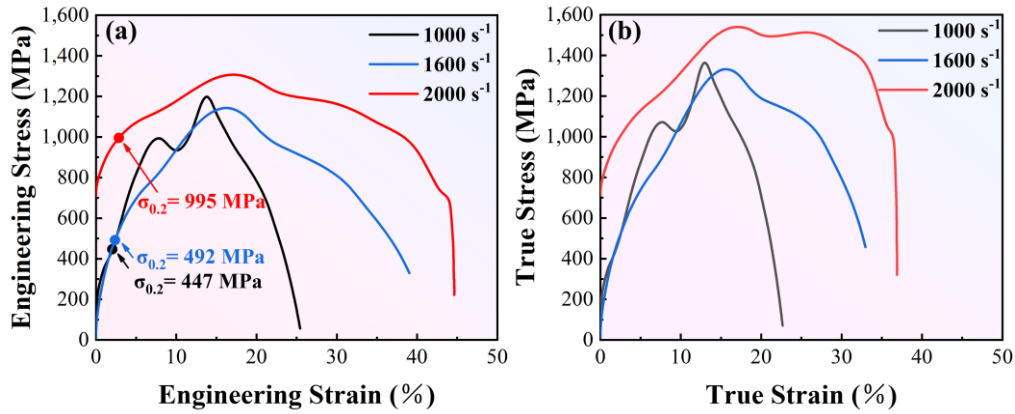 (a)
1000 s⁻¹
1600 s⁻¹
2000 s⁻¹
σ0.2= 995 MPa
σ0.2= 492 MPa
σ0.2= 447 MPa
Engineering Stress (MPa)
1,600
1,400
1,200
1,000
800
600
400
200
0
0 10 20 30 40 50
Engineering Strain (%)
(b)
1000 s⁻¹
1600 s⁻¹
2000 s⁻¹
True Stress (MPa)
1,600
1,400
1,200
1,000
800
600
400
200
0
0 10 20 30 40 50
True Strain (%)